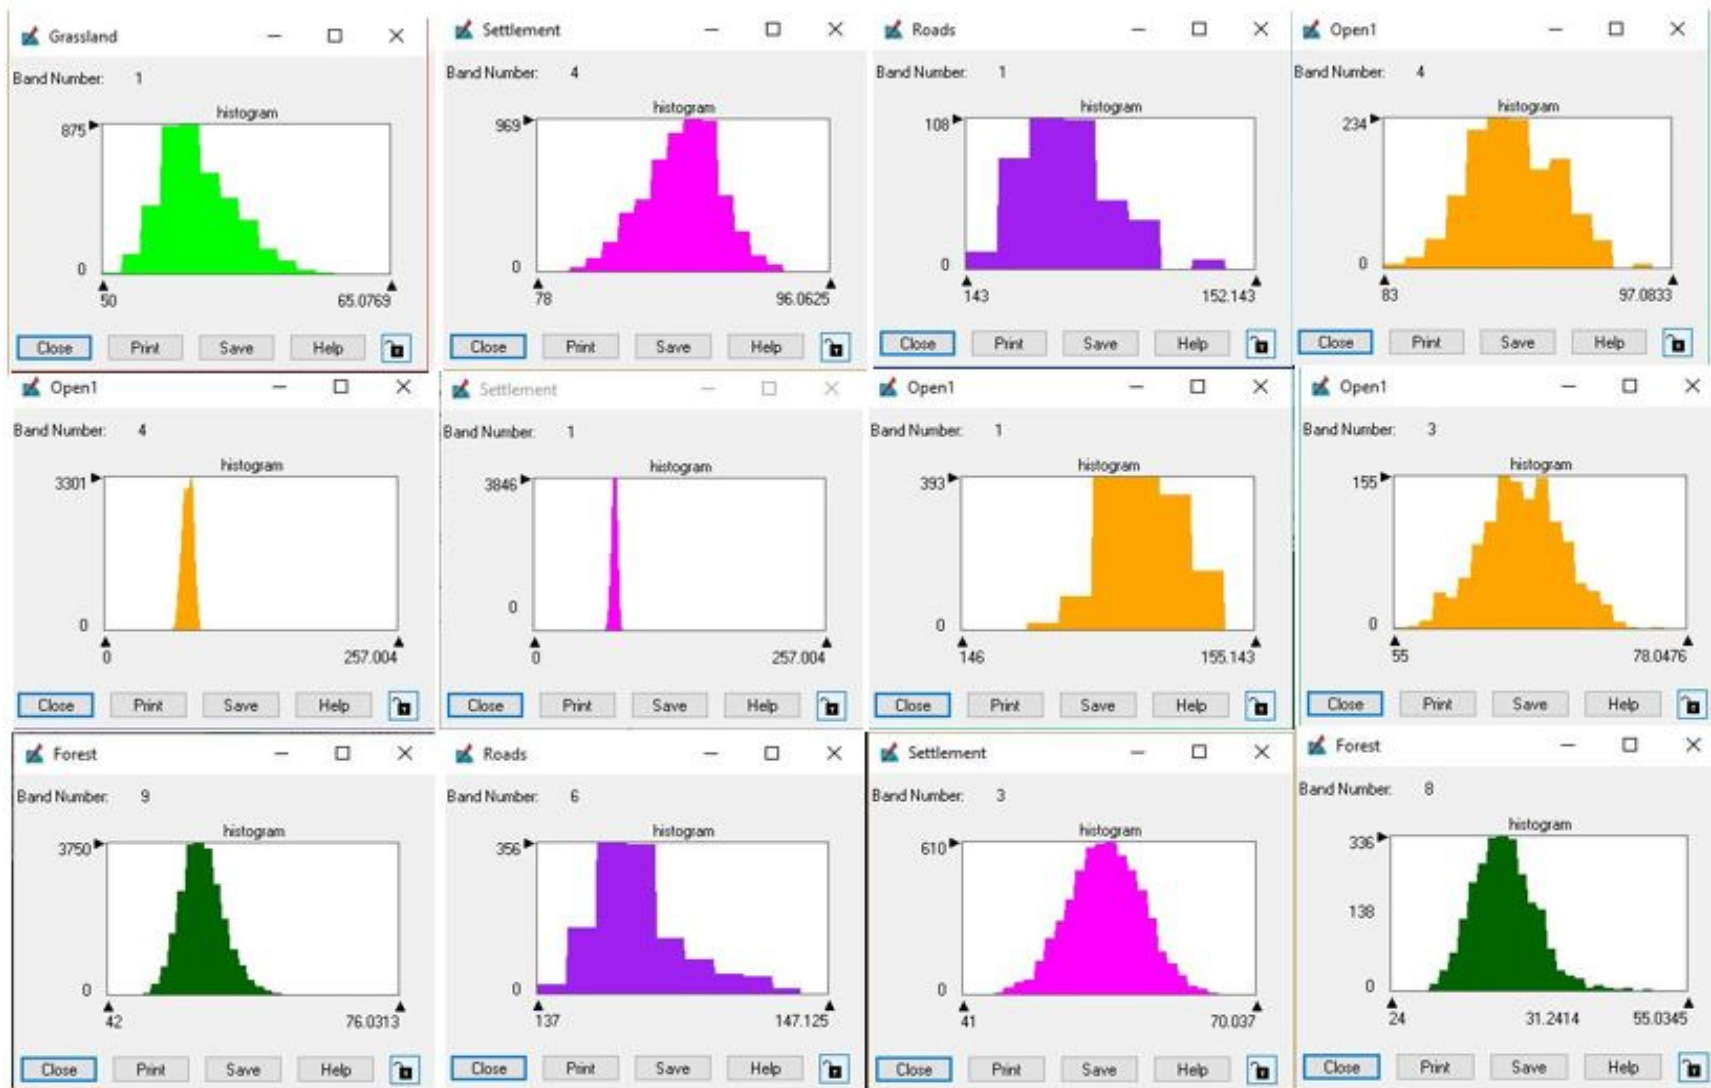 Grassland
Band Number: 1
histogram
875
0
50 65.0769
Close Print Save Help
Settlement
Band Number: 4
histogram
969
0
78 96.0625
Close Print Save Help
Roads
Band Number: 1
histogram
108
0
143 152.143
Close Print Save Help
Open1
Band Number: 4
histogram
234
0
83 97.0833
Close Print Save Help
Open1
Band Number: 4
histogram
3301
0
0 257.004
Close Print Save Help
Settlement
Band Number: 1
histogram
3846
0
0 257.004
Close Print Save Help
Open1
Band Number: 1
histogram
393
0
146 155.143
Close Print Save Help
Open1
Band Number: 3
histogram
155
0
55 78.0476
Close Print Save Help
Forest
Band Number: 9
histogram
3750
0
42 76.0313
Close Print Save Help
Roads
Band Number: 6
histogram
356
0
137 147.125
Close Print Save Help
Settlement
Band Number: 3
histogram
610
0
41 70.037
Close Print Save Help
Forest
Band Number: 8
histogram
336
138
0
24 31.2414 55.0345
Close Print Save Help